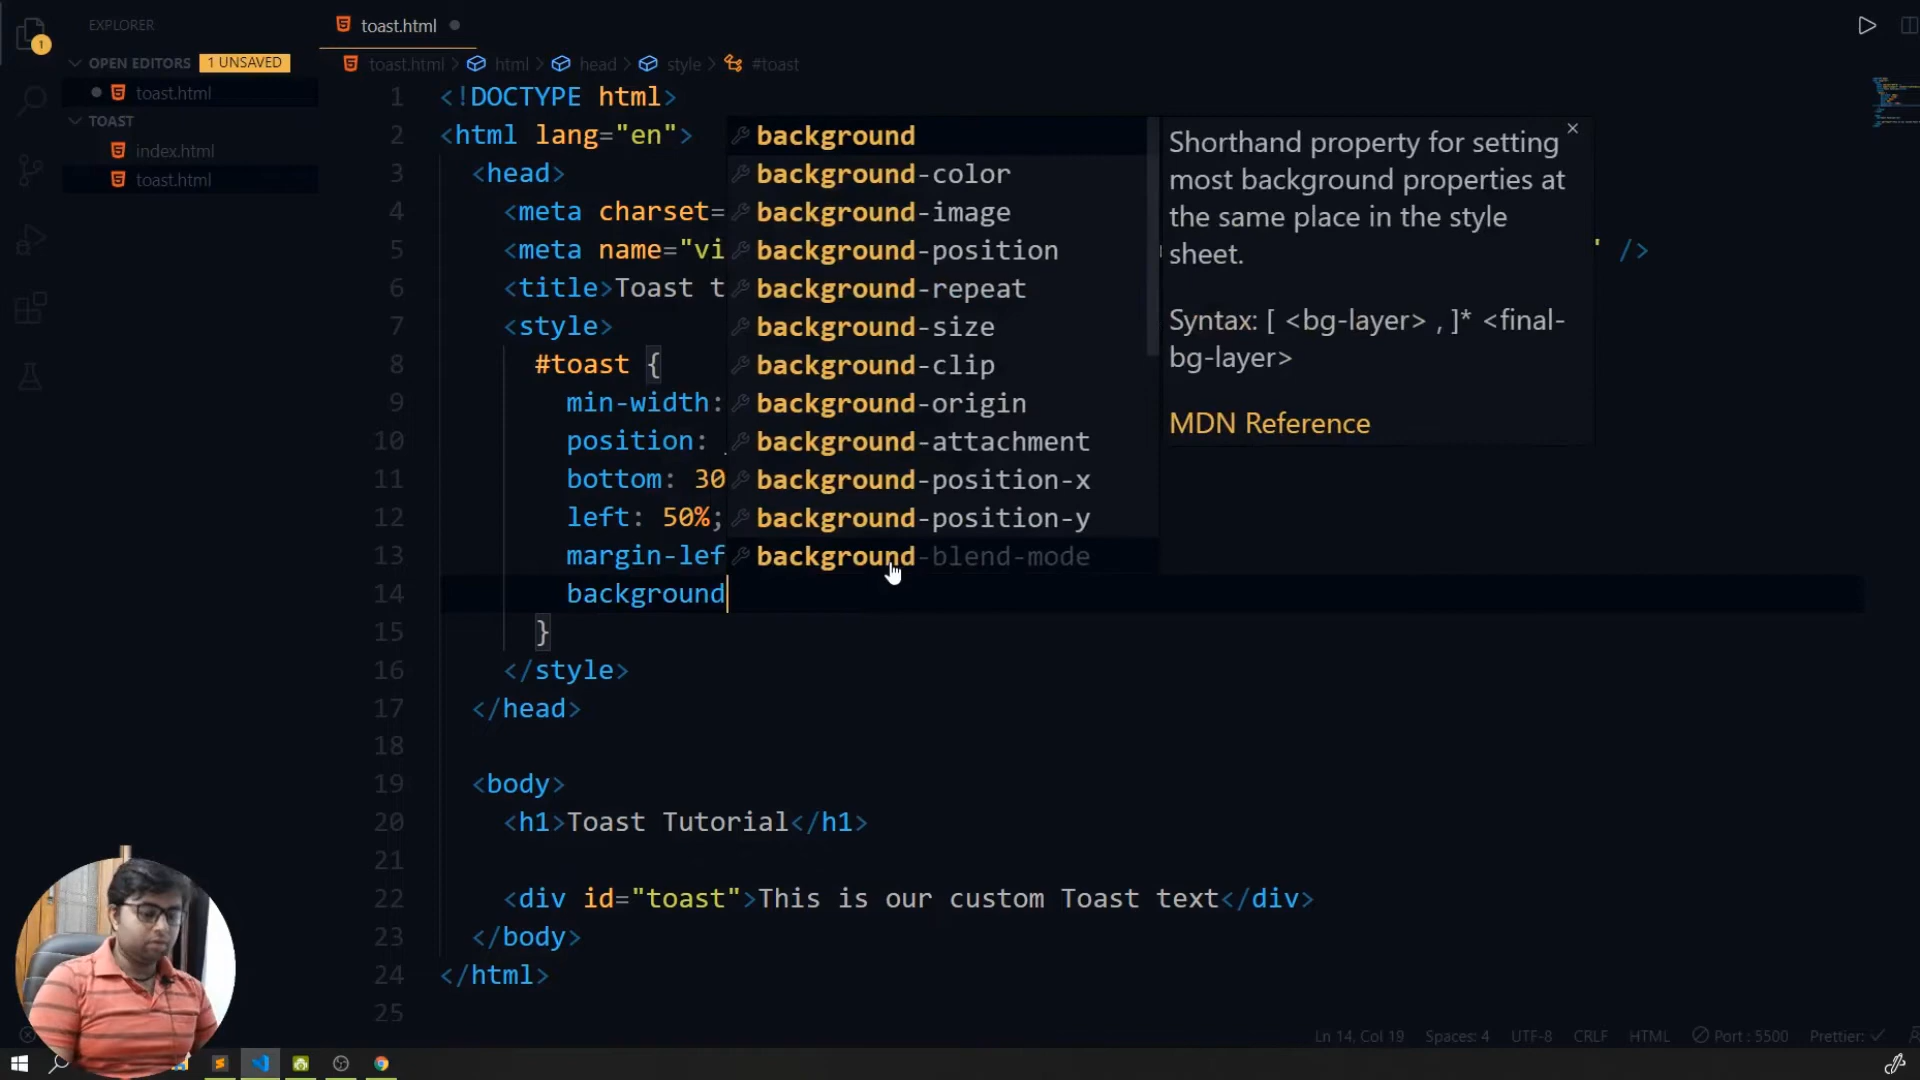 EXPLORER
OPEN EDITORS
1 UNSAVED
toast.html
TOAST
index.html
toast.html
1
toast.html
toast.html > html > head > style > #toast
1 <!DOCTYPE html>
2 <html lang="en">
3 <head>
4 <meta charset=
5 <meta name="vi
" />
6 <title>Toast t
7 <style>
8 #toast {
9 min-width:
10 position:
11 bottom: 30
12 left: 50%;
13 margin-lef
14 background
15 }
16 </style>
17 </head>
18
19 <body>
20 <h1>Toast Tutorial</h1>
21
22 <div id="toast">This is our custom Toast text</div>
23 </body>
24 </html>
25
background
background-color
background-image
background-position
background-repeat
background-size
background-clip
background-origin
background-attachment
background-position-x
background-position-y
background-blend-mode
Shorthand property for setting
most background properties at
the same place in the style
sheet.
Syntax: [ <bg-layer> , ]* <final-
bg-layer>
MDN Reference
Ln 14, Col 19 Spaces: 4 UTF-8 CRLF HTML Port : 5500 Prettier: ✓